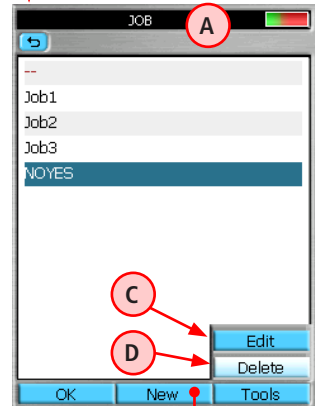 JOB
A
--
Job1
Job2
Job3
NOYES
C
Edit
D
Delete
OK New Tools